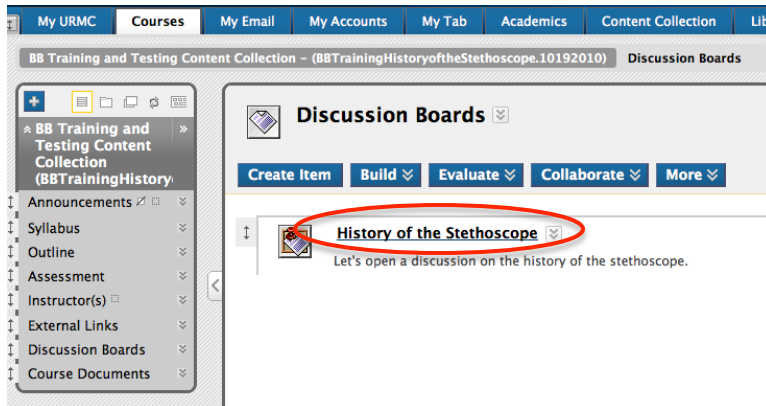 My URMC Courses My Email My Accounts My Tab Academics Content Collection
BB Training and Testing Content Collection – (BBTrainingHistoryoftheStethoscope.10192010) Discussion Boards
BB Training and
Testing Content
Collection
(BBTrainingHistory
Announcements
Syllabus
Outline
Assessment
Instructor(s)
External Links
Discussion Boards
Course Documents
Discussion Boards
Create Item Build Evaluate Collaborate More
History of the Stethoscope
Let's open a discussion on the history of the stethoscope.